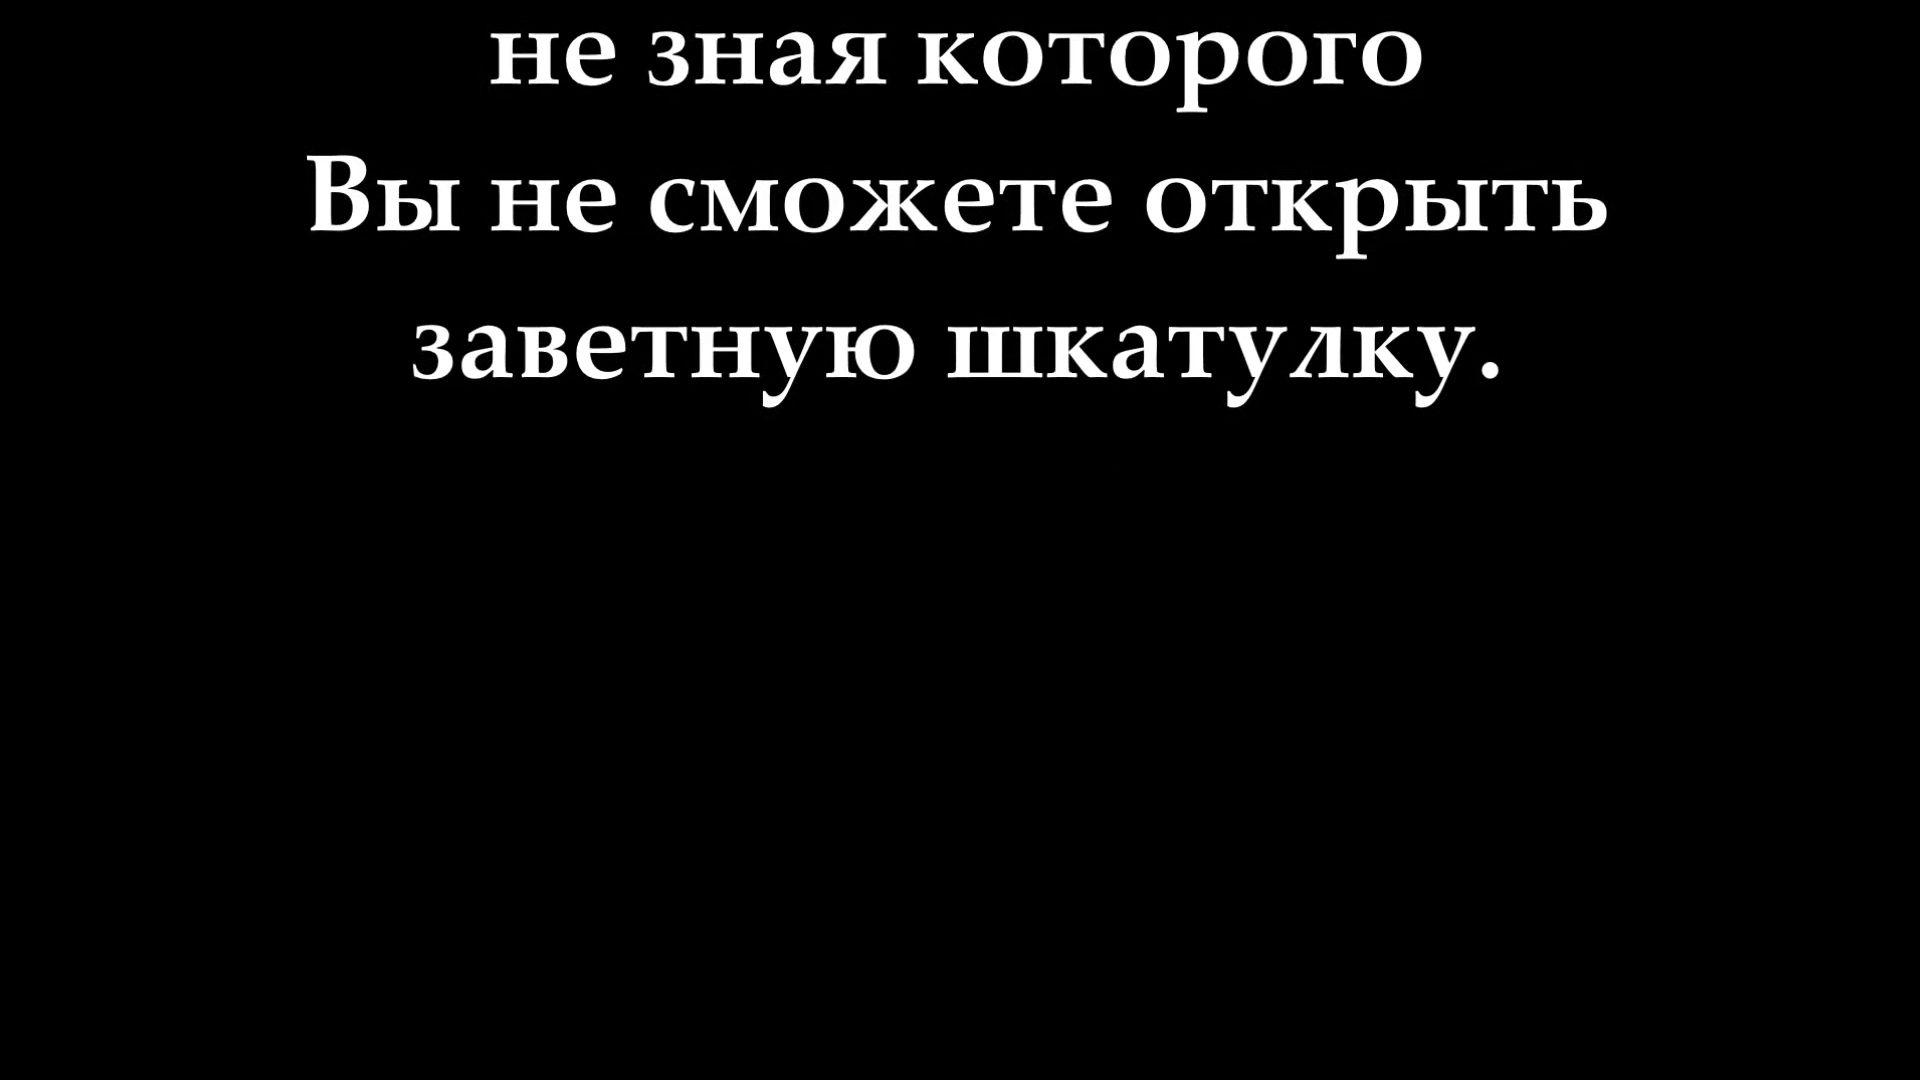 не зная которого
Вы не сможете открыть
заветную шкатулку.